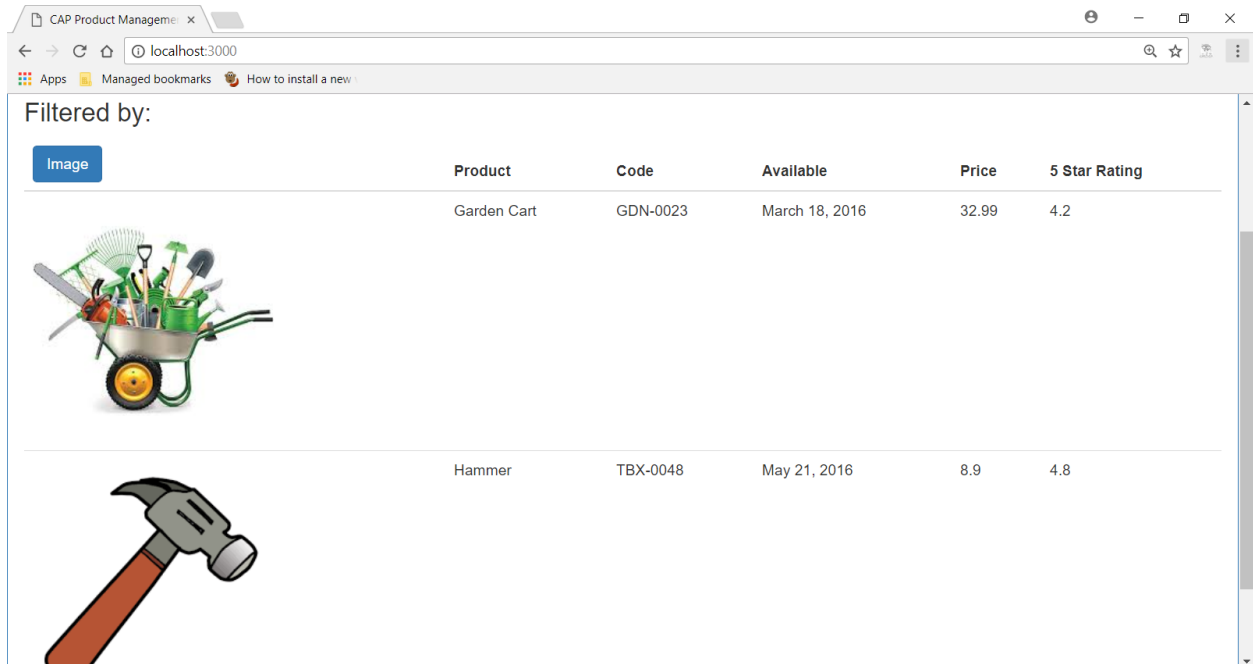 CAP Product Manageme
localhost:3000
Apps Managed bookmarks How to install a new
Filtered by:
Image Product Code Available Price 5 Star Rating
Garden Cart GDN-0023 March 18, 2016 32.99 4.2
Hammer TBX-0048 May 21, 2016 8.9 4.8